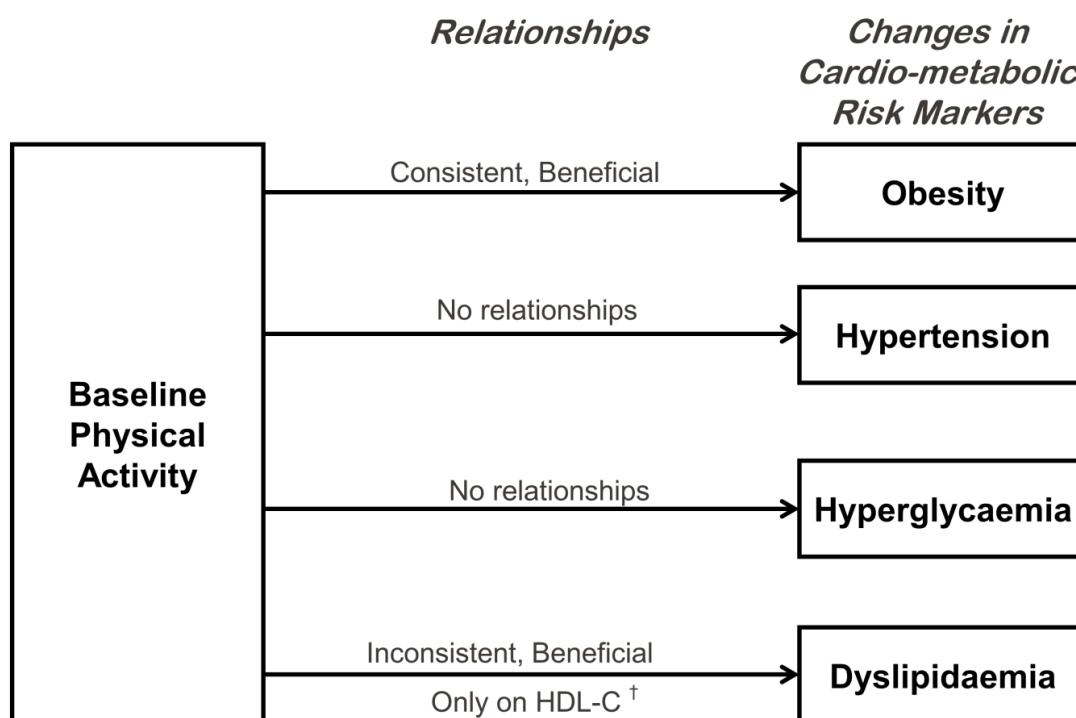 Relationships
Changes in
Cardio-metabolic
Risk Markers
Consistent, Beneficial
Obesity
No relationships
Hypertension
Baseline
Physical
Activity
No relationships
Hyperglycaemia
Inconsistent, Beneficial
Only on HDL-C †
Dyslipidaemia